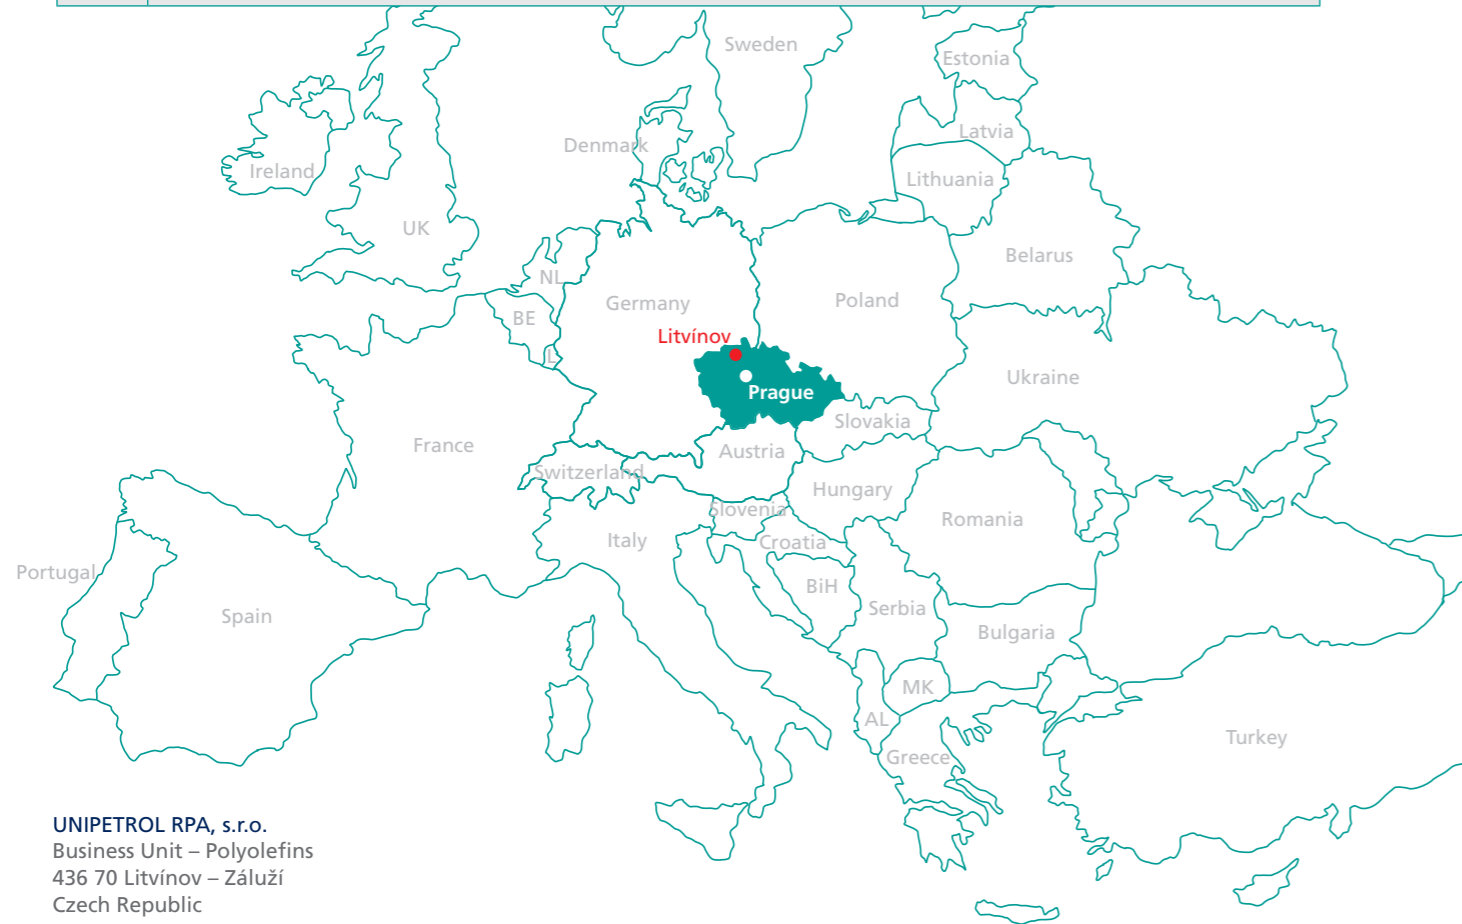 Sweden
Estonia
Denmark
Latvia
Ireland
Lithuania
UK
Belarus
NL
Germany
Poland
BE
Litvínov
L
Ukraine
Prague
Slovakia
France
Austria
Switzerland
Hungary
Slovenia
Romania
Italy
Croatia
Portugal
BiH
Serbia
Spain
Bulgaria
MK
AL
Turkey
Greece
UNIPETROL RPA, s.r.o.
Business Unit – Polyolefins
436 70 Litvínov – Záluží
Czech Republic